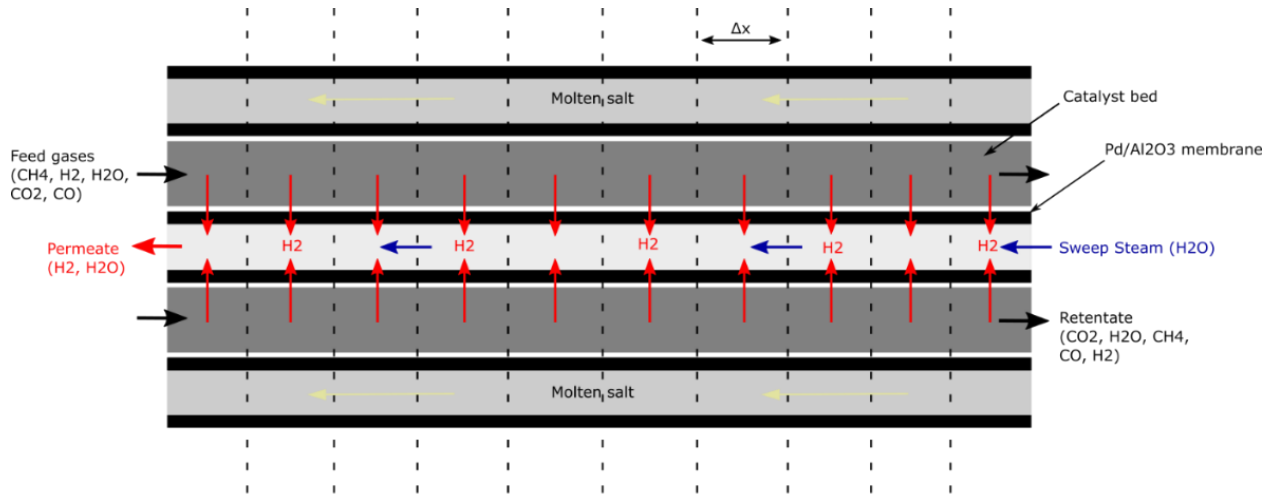 Δx
Molten salt
Catalyst bed
Pd/Al2O3 membrane
Feed gases
(CH4, H2, H2O,
CO2, CO)
Permeate
(H2, H2O)
H2
H2
H2
H2
H2
Sweep Steam (H2O)
Retentate
(CO2, H2O, CH4,
CO, H2)
Molten salt